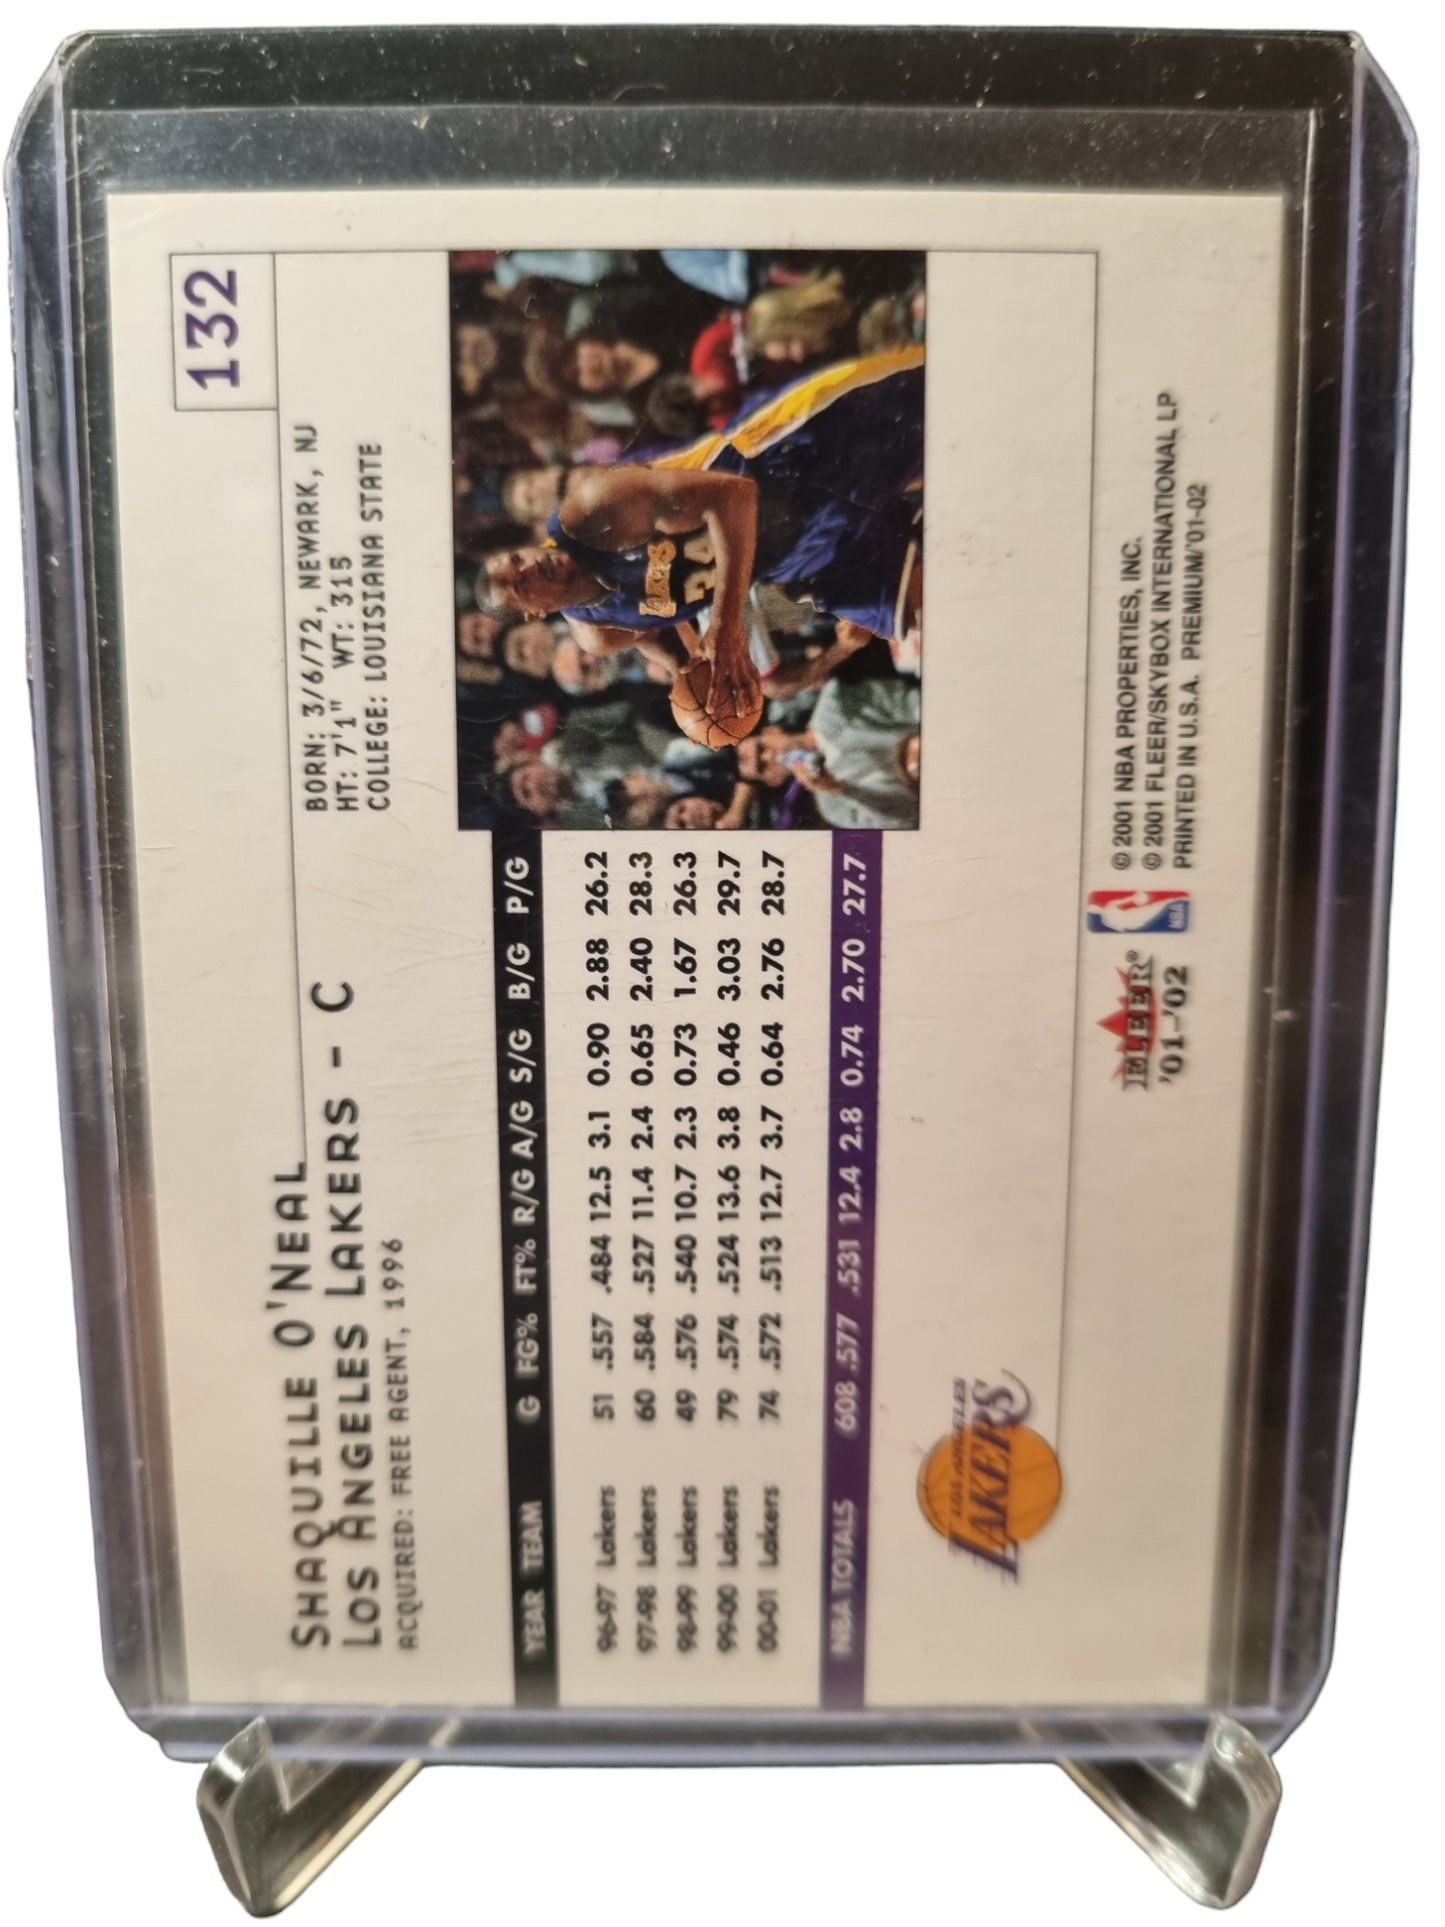 132
SHAQUILLE O'NEAL
LOS ANGELES LAKERS - C
ACQUIRED: FREE AGENT, 1996
BORN: 3/6/72, NEWARK, NJ
HT: 7'1" WT: 315
COLLEGE: LOUISIANA STATE
YEAR TEAM G FG% FT% R/G A/G S/G B/G P/G
96-97 Lakers 51 .557 .484 12.5 3.1 0.90 2.88 26.2
97-98 Lakers 60 .584 .527 11.4 2.4 0.65 2.40 28.3
98-99 Lakers 49 .576 .540 10.7 2.3 0.73 1.67 26.3
99-00 Lakers 79 .574 .524 13.6 3.8 0.46 3.03 29.7
00-01 Lakers 74 .572 .513 12.7 3.7 0.64 2.76 28.7
NBA TOTALS 608 .577 .531 12.4 2.8 0.74 2.70 27.7
LAKERS
34
LOS ANGELES
LAKERS
FLEER®
'01-'02
NBA
© 2001 NBA PROPERTIES, INC.
© 2001 FLEER/SKYBOX INTERNATIONAL LP
PRINTED IN U.S.A. PREMIUM/'01-02